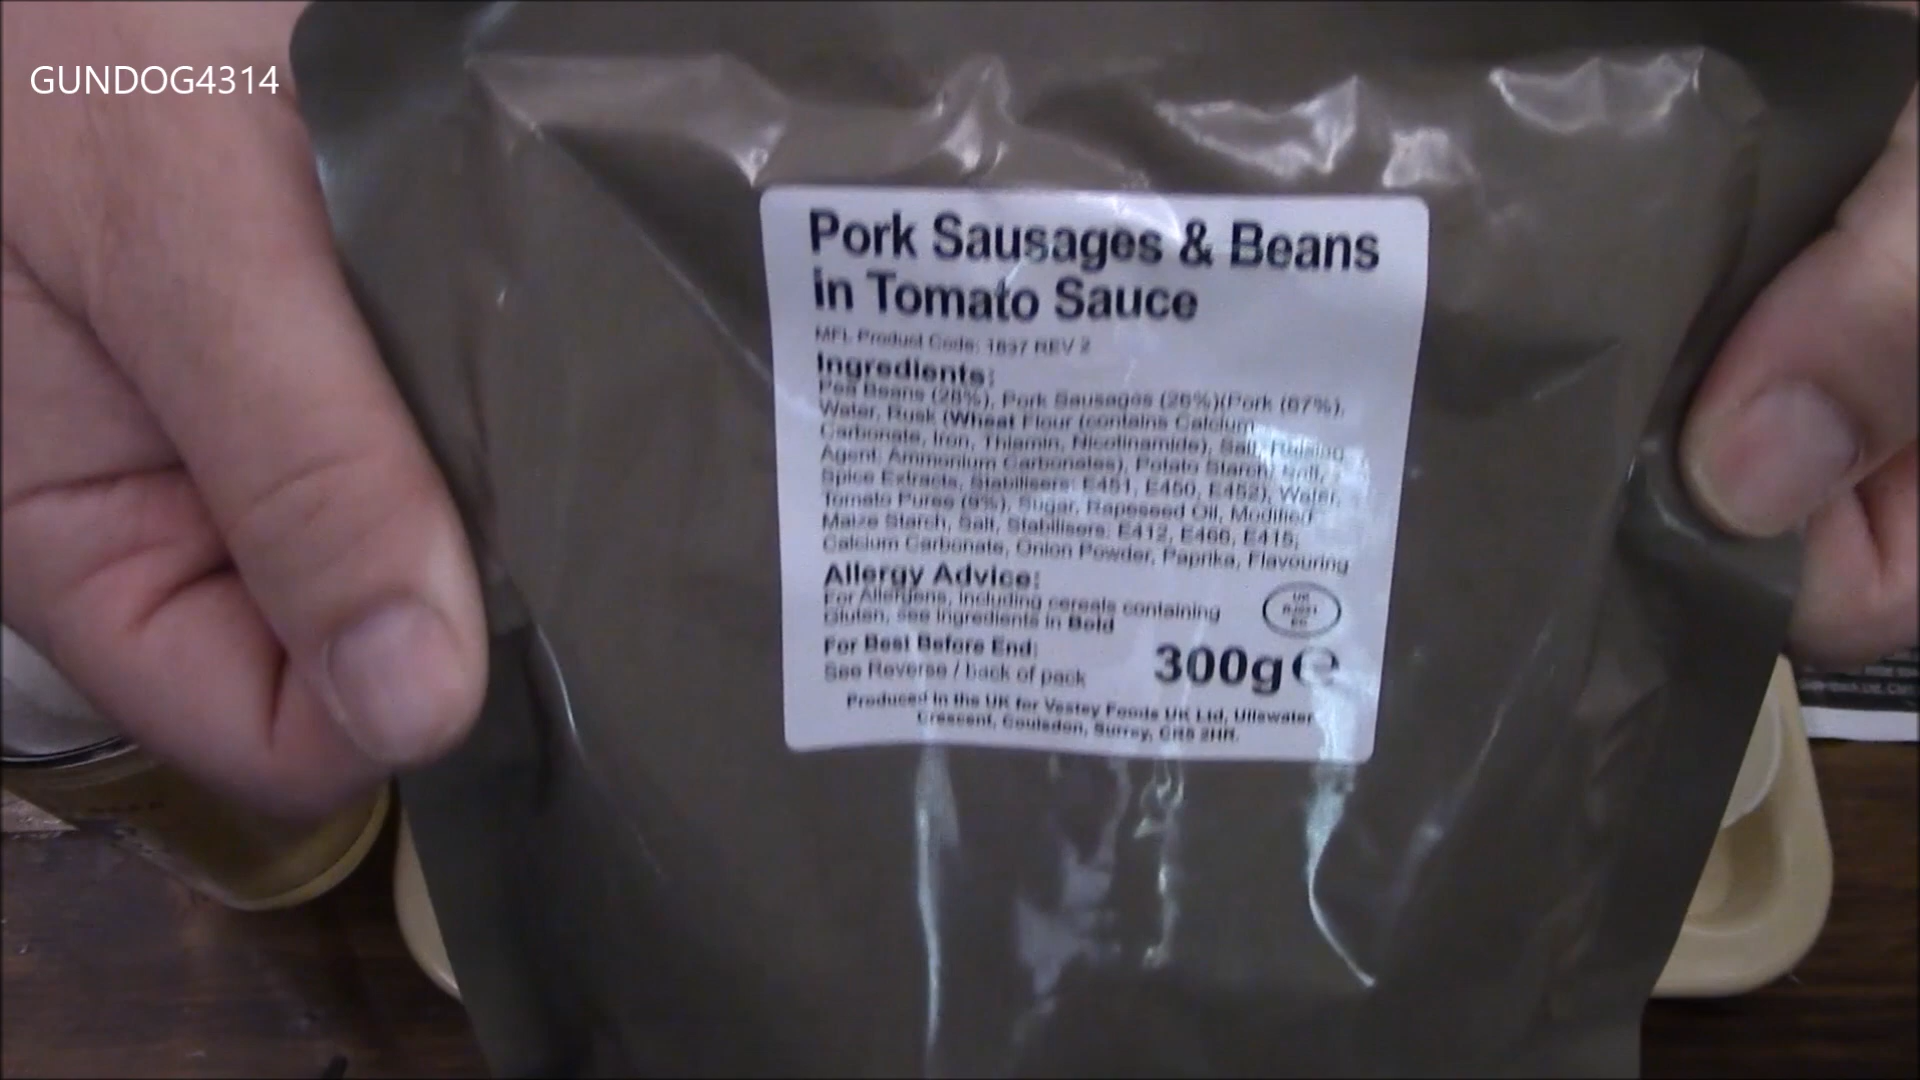 GUNDOG4314
Pork Sausages & Beans
in Tomato Sauce
MFL Product Code: 1637 REV 2
Ingredients:
Pea Beans (28%), Pork Sausages (26%)(Pork (67%),
Water, Rusk (Wheat Flour (contains Calcium
Carbonate, Iron, Thiamin, Nicotinamide), Salt, Raising
Agent: Ammonium Carbonates), Potato Starch, Salt,
Spice Extracts, Stabilisers: E451, E450, E452), Water,
Tomato Puree (9%), Sugar, Rapeseed Oil, Modified
Maize Starch, Salt, Stabilisers: E412, E466, E415;
Calcium Carbonate, Onion Powder, Paprika, Flavouring
Allergy Advice:
For Allergens, including cereals containing
Gluten, see ingredients in Bold
UK
For Best Before End:
See Reverse / back of pack
300g e
Produced in the UK for Vestey Foods UK Ltd, Ullswater
Crescent, Coulsdon, Surrey, CR5 2HR.